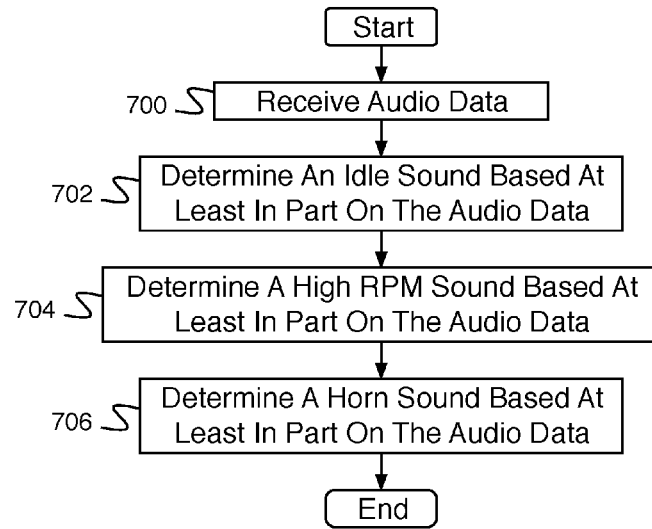 Start
700
Receive Audio Data
702
Determine An Idle Sound Based At
Least In Part On The Audio Data
704
Determine A High RPM Sound Based At
Least In Part On The Audio Data
706
Determine A Horn Sound Based At
Least In Part On The Audio Data
End